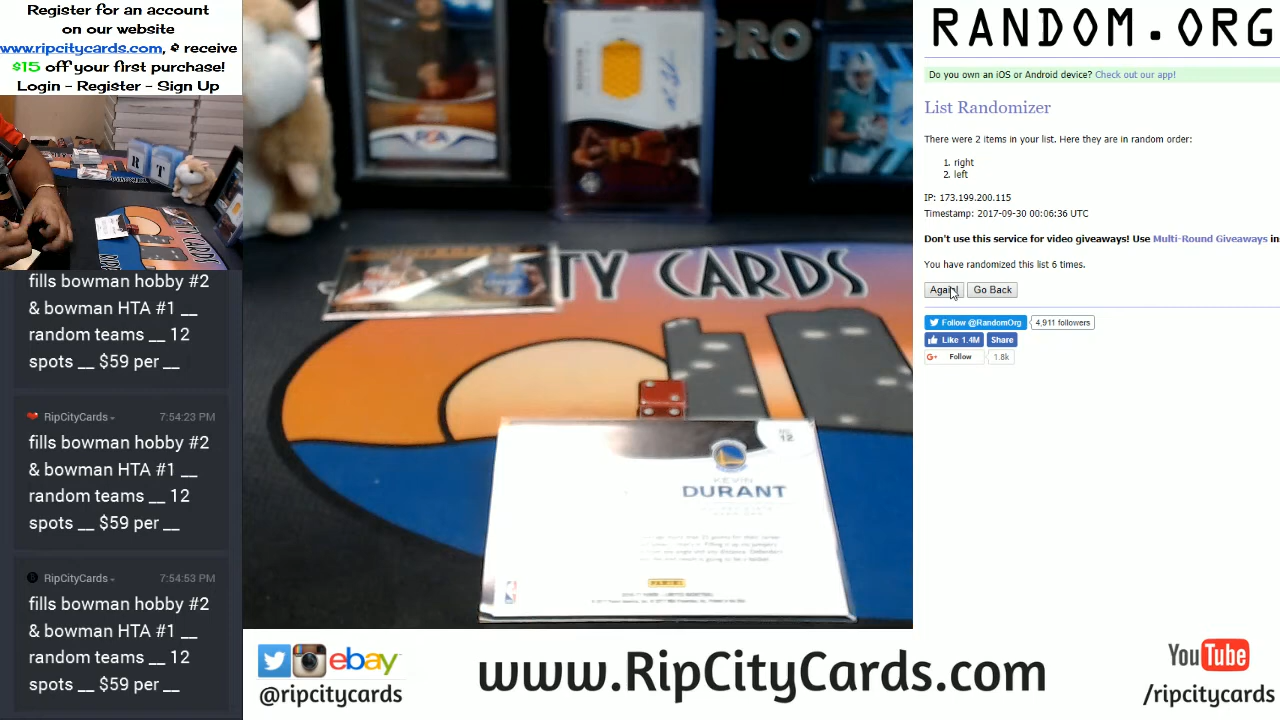 Register for an account
on our website
www.ripcitycards.com, & receive
$15 off your first purchase!
Login - Register - Sign Up
R
T
fills bowman hobby #2
& bowman HTA #1 __
random teams __ 12
spots __ $59 per __
RipCityCards
7:54:23 PM
fills bowman hobby #2
& bowman HTA #1 __
random teams __ 12
spots __ $59 per __
RipCityCards
7:54:53 PM
fills bowman hobby #2
& bowman HTA #1 __
random teams __ 12
spots __ $59 per __
PRO
TY CARDS
NO.
12
KEVIN
DURANT
PANINI
@ripcitycards
ebay
www.RipCityCards.com
YouTube
/ripcitycards
RANDOM.ORG
Do you own an iOS or Android device? Check out our app!
List Randomizer
There were 2 items in your list. Here they are in random order:
1. right
2. left
IP: 173.199.200.115
Timestamp: 2017-09-30 00:06:36 UTC
Don't use this service for video giveaways! Use Multi-Round Giveaways in
You have randomized this list 6 times.
Again!
Go Back
Follow @RandomOrg
4,911 followers
Like 1.4M
Share
G+ Follow
1.8k